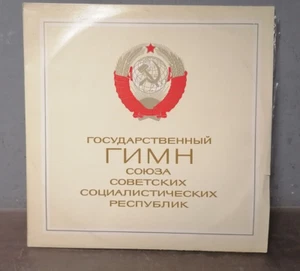 ГОСУДАРСТВЕННЫЙ
ГИМН
СОЮЗА
СОВЕТСКИХ
СОЦИАЛИСТИЧЕСКИХ
РЕСПУБЛИК